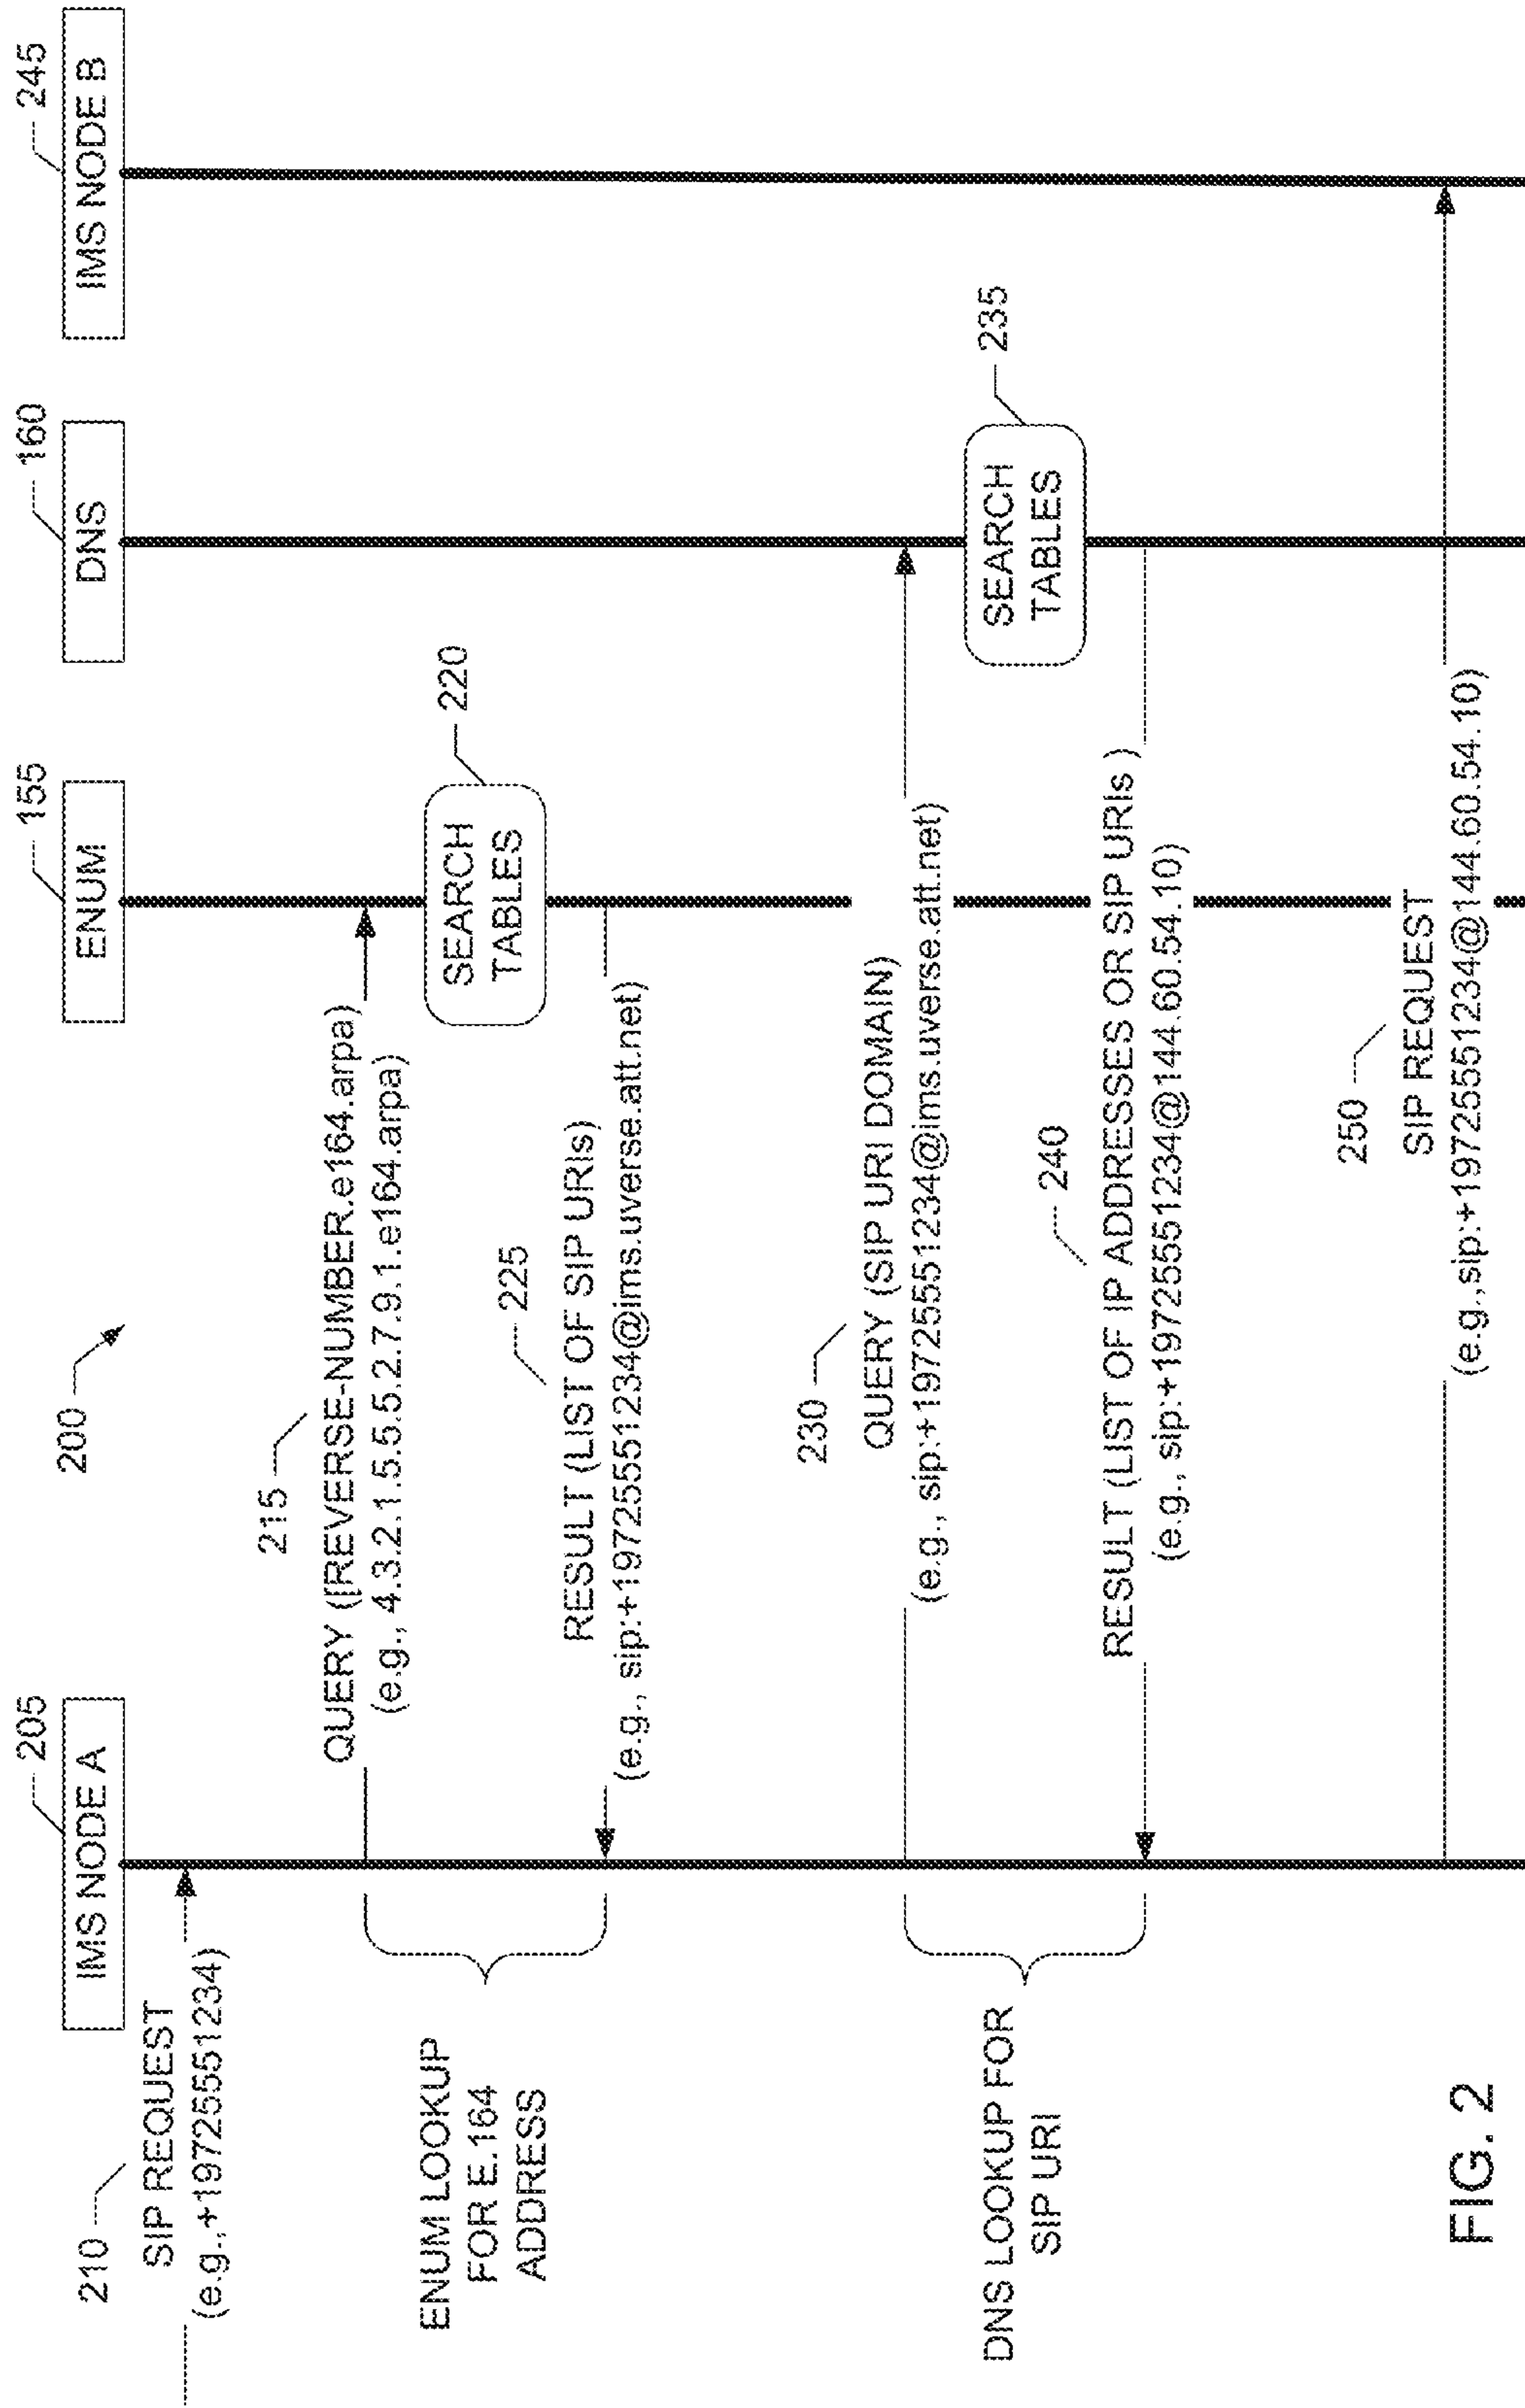 200
205
IMS NODE A
155
ENUM
160
DNS
245
IMS NODE B
210
SIP REQUEST
(e.g.,+19725551234)
215
QUERY ([REVERSE-NUMBER.e164.arpa)
(e.g., 4.3.2.1.5.5.5.2.7.9.1.e164.arpa)
ENUM LOOKUP
FOR E.164
ADDRESS
220
SEARCH
TABLES
225
RESULT (LIST OF SIP URIs)
(e.g., sip:+19725551234@ims.uverse.att.net)
230
QUERY (SIP URI DOMAIN)
(e.g., sip:+19725551234@ims.uverse.att.net)
DNS LOOKUP FOR
SIP URI
235
SEARCH
TABLES
240
RESULT (LIST OF IP ADDRESSES OR SIP URIs )
(e.g., sip:+19725551234@144.60.54.10)
250
SIP REQUEST
(e.g.,sip:+19725551234@144.60.54.10)
FIG. 2